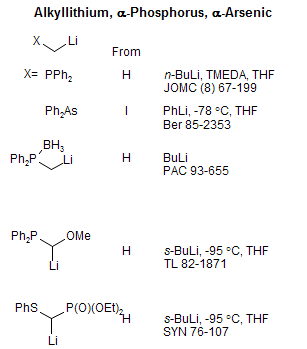 Alkyllithium, α-Phosphorus, α-Arsenic
X Li
From
X= PPh2 H n-BuLi, TMEDA, THF
JOMC (8) 67-199
Ph2As I PhLi, -78 °C, THF
Ber 85-2353
BH3
Ph2P Li H BuLi
PAC 93-655
Ph2P OMe
H s-BuLi, -95 °C, THF
Li TL 82-1871
PhS P(O)(OEt)2
H s-BuLi, -95 °C, THF
SYN 76-107
Li